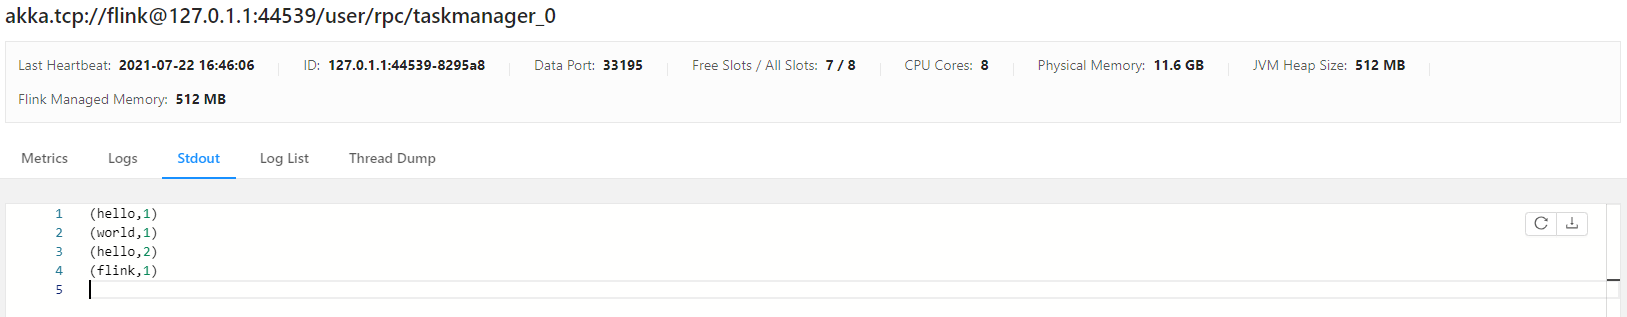 akka.tcp://flink@127.0.1.1:44539/user/rpc/taskmanager_0
Last Heartbeat: 2021-07-22 16:46:06 ID: 127.0.1.1:44539-8295a8 Data Port: 33195 Free Slots / All Slots: 7 / 8 CPU Cores: 8 Physical Memory: 11.6 GB JVM Heap Size: 512 MB
Flink Managed Memory: 512 MB
Metrics Logs Stdout Log List Thread Dump
1 (hello,1)
2 (world,1)
3 (hello,2)
4 (flink,1)
5